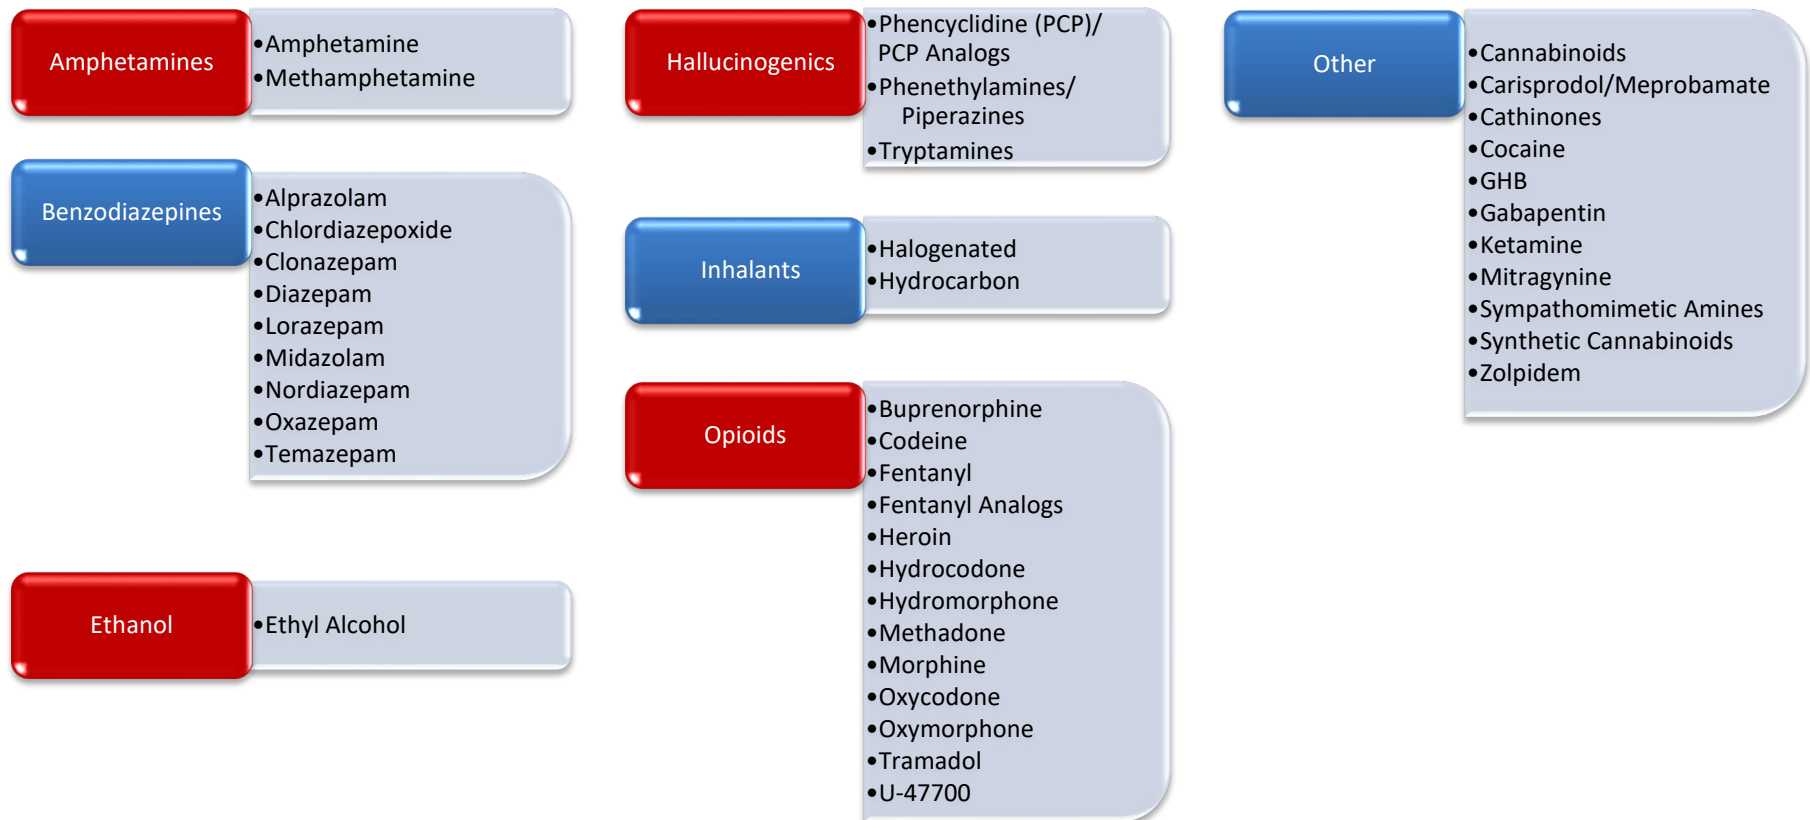 Amphetamines
•Amphetamine
•Methamphetamine
Benzodiazepines
•Alprazolam
•Chlordiazepoxide
•Clonazepam
•Diazepam
•Lorazepam
•Midazolam
•Nordiazepam
•Oxazepam
•Temazepam
Ethanol
•Ethyl Alcohol
Hallucinogenics
•Phencyclidine (PCP)/
PCP Analogs
•Phenethylamines/
Piperazines
•Tryptamines
Inhalants
•Halogenated
•Hydrocarbon
Opioids
•Buprenorphine
•Codeine
•Fentanyl
•Fentanyl Analogs
•Heroin
•Hydrocodone
•Hydromorphone
•Methadone
•Morphine
•Oxycodone
•Oxymorphone
•Tramadol
•U-47700
Other
•Cannabinoids
•Carisprodol/Meprobamate
•Cathinones
•Cocaine
•GHB
•Gabapentin
•Ketamine
•Mitragynine
•Sympathomimetic Amines
•Synthetic Cannabinoids
•Zolpidem